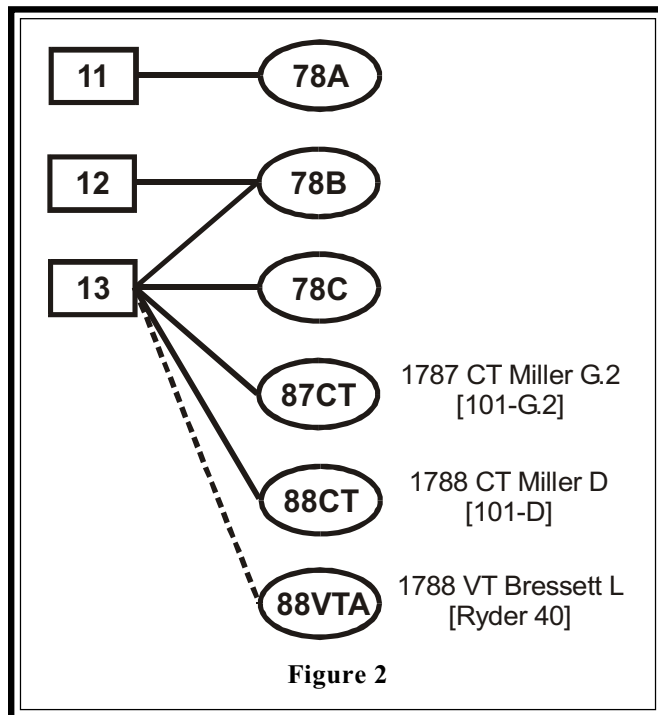 11 78A
12 78B
13 78C
87CT 1787 CT Miller G.2
[101-G.2]
88CT 1788 CT Miller D
[101-D]
88VTA 1788 VT Bressett L
[Ryder 40]
Figure 2